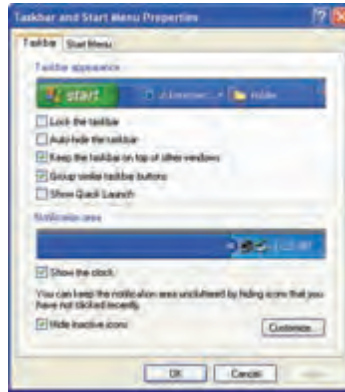 Taskbar and Start Menu Properties
Taskbar Start Menu
Taskbar appearance
start
Lock the taskbar
Auto-hide the taskbar
Keep the taskbar on top of other windows
Group similar taskbar buttons
Show Quick Launch
Notification area
Show the clock
You can keep the notification area uncluttered by hiding icons that you
have not clicked recently.
Hide inactive icons
Customize...
OK Cancel